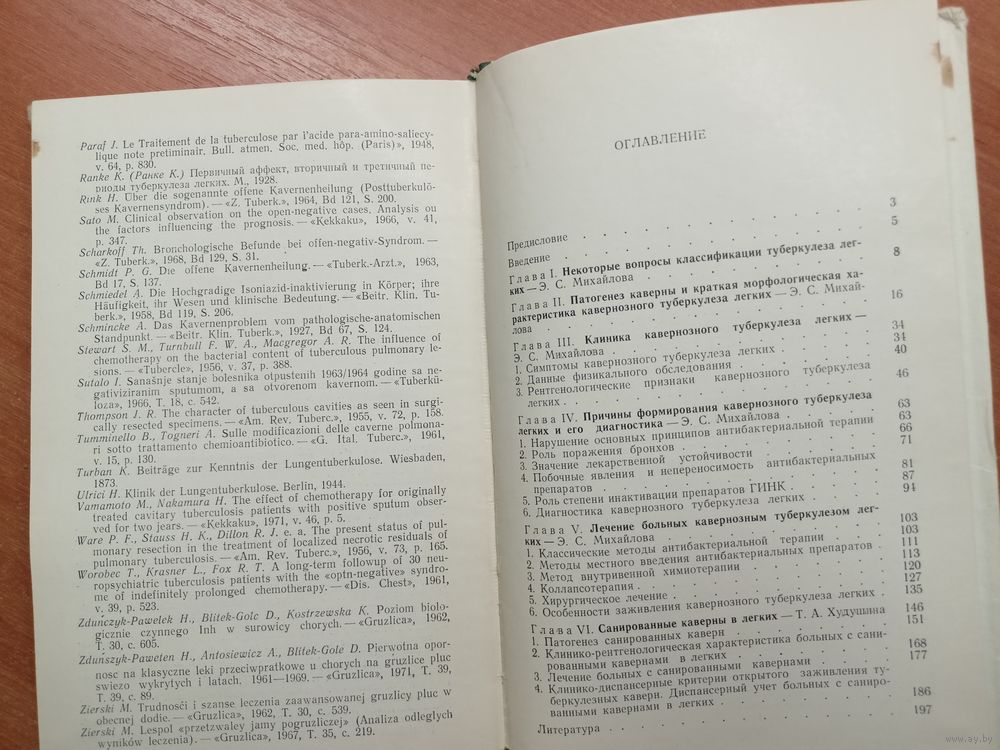 Paraf J. Le Traitement de la tuberculose par i'acide para-amino-saliecy-
lique note pretiminair. Bull. atmen. Soc. med. hôp. (Paris)», 1948,
v. 64, p. 830.
Ranke K. (Ранке К.) Первичный аффект, вторичный и третичный пе-
риоды туберкулеза легких. М., 1928.
Rink H. Über die sogenannte offene Kavernenheilung (Posttuberkulö-
ses Kavernensyndrom). — «Z. Tuberk.», 1964, Bd 121, S. 200.
Sato M. Clinical observation on the open-negative cases. Analysis ou
the factors influencing the prognosis. — «Kekkaku», 1966, v. 41,
p. 347.
Scharkoff Th. Bronchologische Befunde bei offen-negativ-Syndrom. —
«Z. Tuberk.», 1968, Bd 129, S. 31.
Schmidt P. G. Die offene Kavernenheilung. — «Tuberk.-Arzt.», 1963,
Bd 17, S. 137.
Schmiedel A. Die Hochgradige Isoniazid-inaktivierung in Körper; ihre
Häufigkeit, ihr Wesen und klinische Bedeutung. — «Beitr. Klin. Tu-
berk.», 1958, Bd 119, S. 206.
Schmincke A. Das Kavernenproblem vom pathologische-anatomischen
Standpunkt. — «Beitr. Klin. Tuberk.», 1927, Bd 67, S. 124.
Stewart S. M., Turnbull F. W. A., Macgregor A. R. The influence of
chemotherapy on the bacterial content of tuberculous pulmonary le-
sions. — «Tubercle», 1956, v. 37, p. 388.
Sutalo I. Sanašnje stanje bolesnika otpustenih 1963/1964 godine sa ne-
gativiziranim sputumom, a sa otvorenom kavernom. — «Tuberkü-
loza», 1966, T. 18, c. 542.
Thompson J. R. The character of tuberculous cavities as seen in surgi-
cally resected specimens. — «Am. Rev. Tuberc.», 1955, v. 72, p. 158.
Tumminello B., Togneri A. Sulle modificazioni delle caverne polmona-
ri sotto trattamento chemioantibiotico. — «G. Ital. Tuberc.», 1961,
v. 15, p. 130.
Turban K. Beiträge zur Kenntnis der Lungentuberkulose. Wiesbaden,
1873.
Ulrici H. Klinik der Lungentuberkulose. Berlin, 1944.
Vamamoto M., Nakamura H. The effect of chemotherapy for originally
treated cavitary tuberculosis patients with positive sputum obser-
ved for two jears. — «Kekkaku», 1971, v. 46, p. 5.
Ware P. F., Stauss H. K., Dillon R. J. e. a. The present status of pul-
monary resection in the treatment of localized necrotic residuals of
pulmonary tuberculosis. — «Am. Rev. Tuberc.», 1956, v. 73, p. 165.
Worobec T., Krasner L., Fox R. T. A long-term followup of 30 neu-
ropsychiatric tuberculosis patients with the «optn-negative» syndro-
me of indefinitely prolonged chemotherapy. — «Dis. Chest», 1961,
v. 39, p. 523.
Zdunczyk-Pawelek H., Blitek-Golc D., Kostrzewska K. Poziom biolo-
gicznie czynnego Inh w surowicy chorych. — «Gruzlica», 1962,
T. 30, c. 605.
Zduńszyk-Paweten H., Antosiewicz A., Blitek-Gole D. Pierwotna opor-
nosc na klasyczne leki przeciwpratkowe u chorych na gruzlice pluc
swiezo wykrytych i latach. 1961—1969. — «Gruzlica», 1971, T. 39,
T. 39, c. 89.
Zierski M. Trudnošci i szanse leczenia zaawansowanej gruzlicy pluc w
obecnej dodie. — «Gruzlica», 1962, T. 30, c. 539.
Zierski M. Lespol «przetzwaley jamy pogruzliczej» (Analiza odleglych
wyników leczenia). — «Gruzlica», 1967, T. 35, c. 219.
ОГЛАВЛЕНИЕ
Предисловие . . . 3
Введение . . . 5
Глава I. Некоторые вопросы классификации туберкулеза лег-
ких — Э. С. Михайлова . . . 8
Глава II. Патогенез каверны и краткая морфологическая ха-
рактеристика кавернозного туберкулеза легких — Э. С. Михай-
лова . . . 16
Глава III. Клиника кавернозного туберкулеза легких —
Э. С. Михайлова . . . 34
1. Симптомы кавернозного туберкулеза легких . . . 34
2. Данные физикального обследования . . . 40
3. Рентгенологические признаки кавернозного туберкулеза
легких . . . 46
Глава IV. Причины формирования кавернозного туберкулеза
легких и его диагностика — Э. С. Михайлова . . . 63
1. Нарушение основных принципов антибактериальной терапии 63
2. Роль поражения бронхов . . . 66
3. Значение лекарственной устойчивости . . . 71
4. Побочные явления и непереносимость антибактериальных
препаратов . . . 81
5. Роль степени инактивации препаратов ГИНК . . . 87
6. Диагностика кавернозного туберкулеза легких . . . 94
Глава V. Лечение больных кавернозным туберкулезом лег-
ких — Э. С. Михайлова . . . 103
1. Классические методы антибактериальной терапии . . . 103
2. Методы местного введения антибактериальных препаратов . 111
3. Метод внутривенной химиотерапии . . . 113
4. Коллапсотерапия . . . 120
5. Хирургическое лечение . . . 127
6. Особенности заживления кавернозного туберкулеза легких . 135
Глава VI. Санированные каверны в легких — Т. А. Худушина 146
1. Патогенез санированных каверн . . . 151
2. Клинико-рентгенологическая характеристика больных с сани-
рованными кавернами в легких . . . 168
3. Лечение больных с санированными кавернами . . . 177
4. Клинико-диспансерные критерии открытого заживления ту-
беркулезных каверн. Диспансерный учет больных с саниро-
ванными кавернами в легких . . . 186
Литература . . . 197
www.ay.by